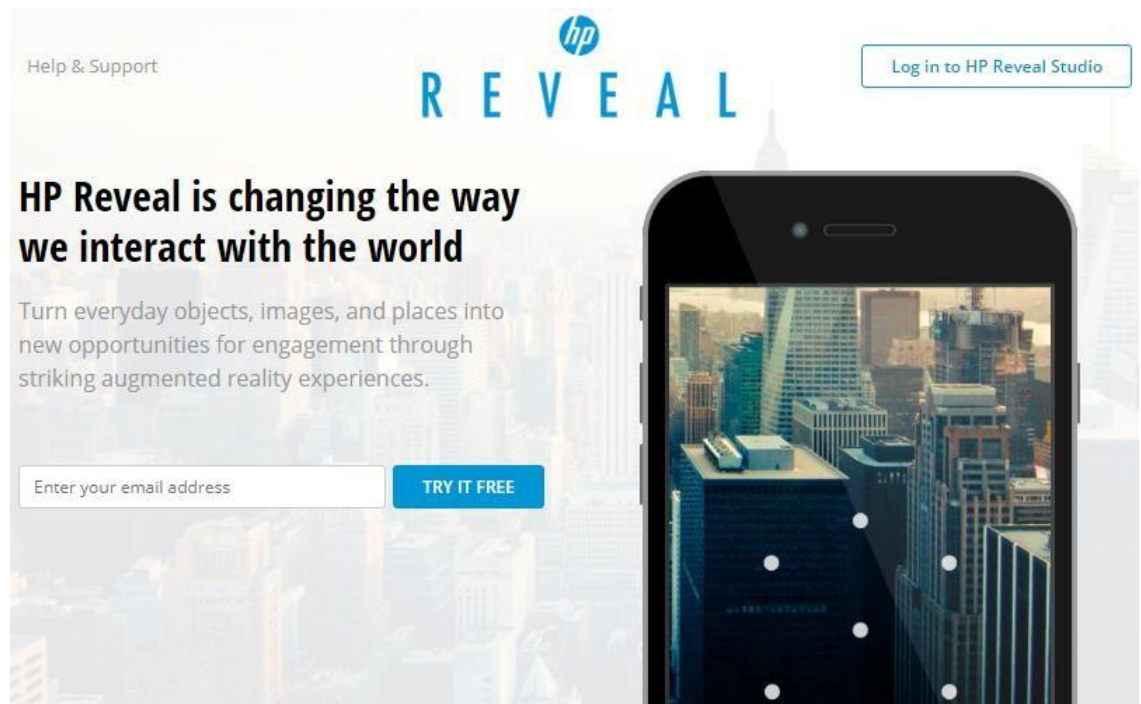 Help & Support
hp
REVEAL
Log in to HP Reveal Studio
HP Reveal is changing the way
we interact with the world
Turn everyday objects, images, and places into
new opportunities for engagement through
striking augmented reality experiences.
Enter your email address
TRY IT FREE